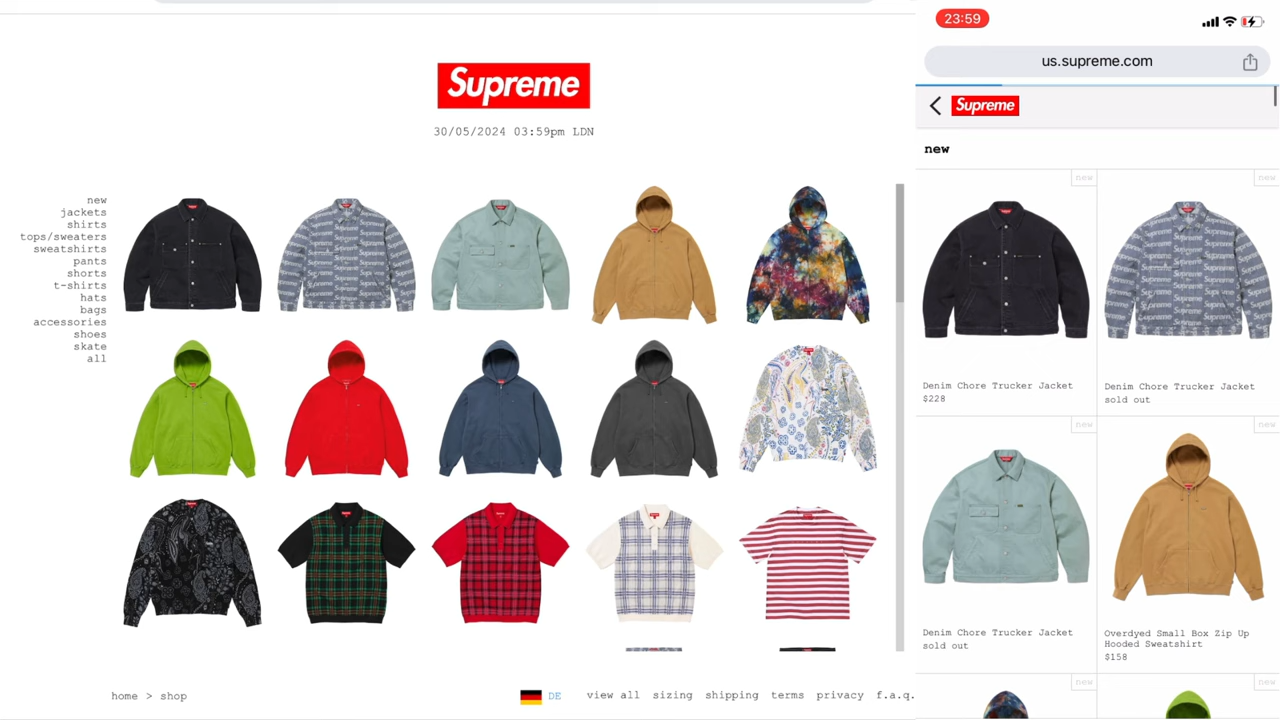 Supreme
30/05/2024 03:59pm LDN
new
jackets
shirts
tops/sweaters
sweatshirts
pants
shorts
t-shirts
hats
bags
accessories
shoes
skate
all
home > shop
DE
view all
sizing
shipping
terms
privacy
f.a.q.
23:59
us.supreme.com
Supreme
new
new
new
Denim Chore Trucker Jacket
$228
Denim Chore Trucker Jacket
sold out
new
new
Denim Chore Trucker Jacket
sold out
Overdyed Small Box Zip Up
Hooded Sweatshirt
$158
new
new